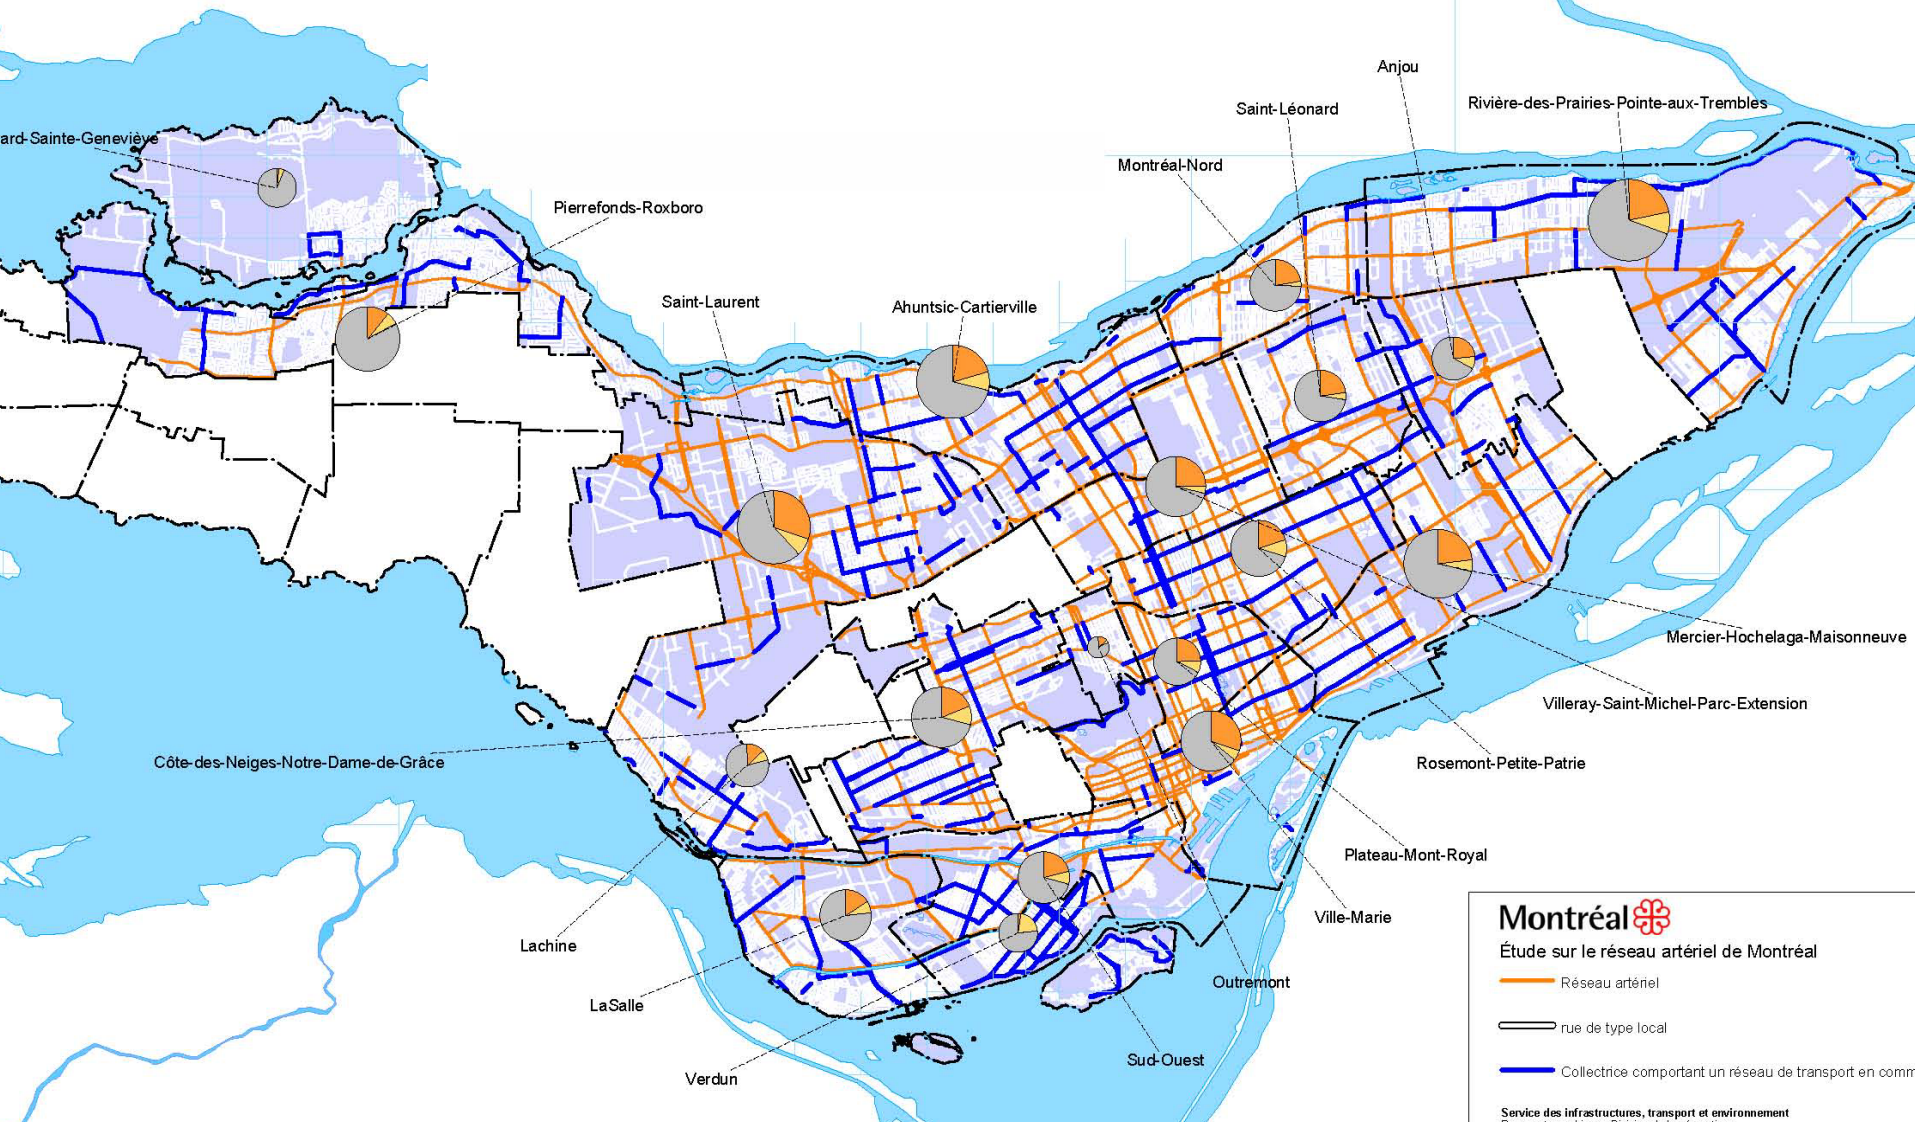 Anjou
Rivière-des-Prairies-Pointe-aux-Trembles
Saint-Léonard
ard-Sainte-Geneviève
Montréal-Nord
Pierrefonds-Roxboro
Saint-Laurent
Ahuntsic-Cartierville
Mercier-Hochelaga-Maisonneuve
Villeray-Saint-Michel-Parc-Extension
Côte-des-Neiges-Notre-Dame-de-Grâce
Rosemont-Petite-Patrie
Plateau-Mont-Royal
Ville-Marie
Lachine
Outremont
LaSalle
Sud-Ouest
Verdun
Montréal
Étude sur le réseau artériel de Montréal
Réseau artériel
rue de type local
Collectrice comportant un réseau de transport en comm
Service des infrastructures, transport et environnement